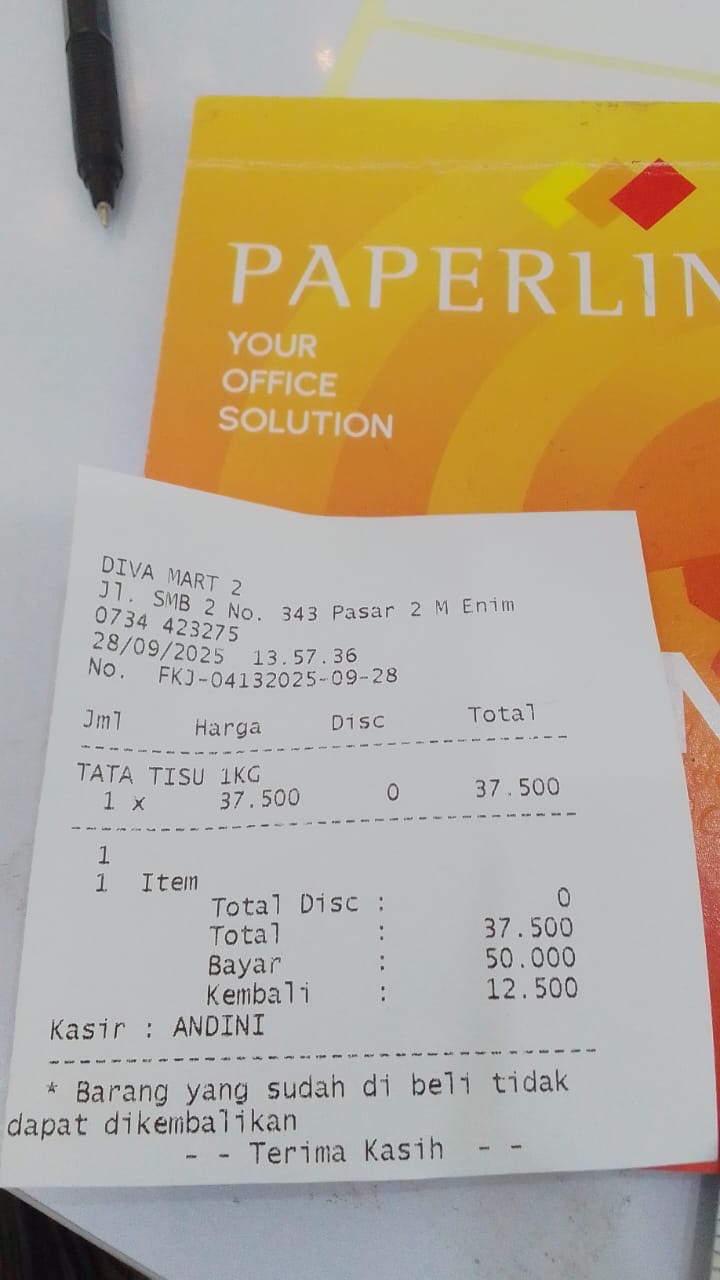 PAPERLIN
YOUR
OFFICE
SOLUTION
DIVA MART 2
Jl. SMB 2 No. 343 Pasar 2 M Enim
0734 423275
28/09/2025 13.57.36
No. FKJ-04132025-09-28
Jml Harga Disc Total
TATA TISU 1KG
1 x 37.500 0 37.500
1
1 Item
Total Disc : 0
Total : 37.500
Bayar : 50.000
Kembali : 12.500
Kasir : ANDINI
* Barang yang sudah di beli tidak
dapat dikembalikan
- - Terima Kasih - -